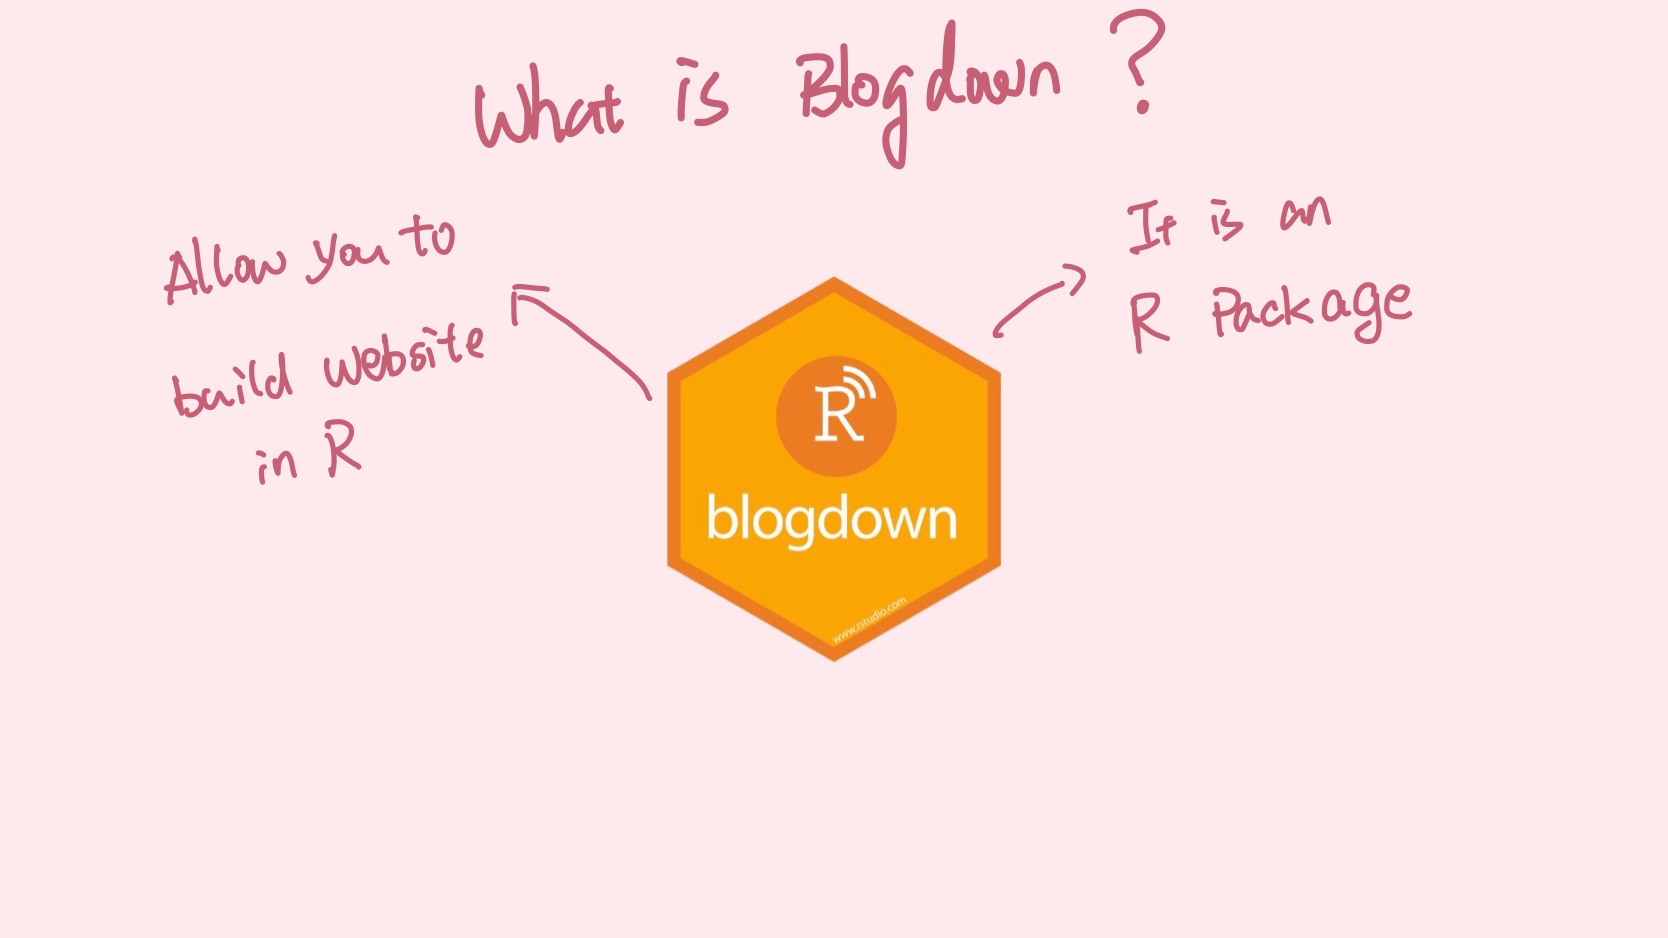 What is Blogdown ?
Allow you to
build website
in R
It is an
R Package
R
blogdown
www.rstudio.com